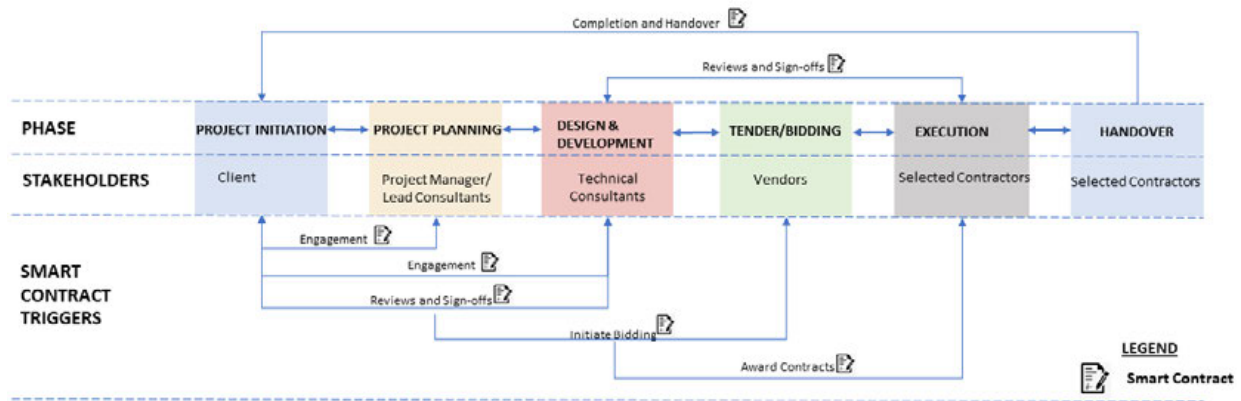 Completion and Handover
Reviews and Sign-offs
PHASE
PROJECT INITIATION
PROJECT PLANNING
DESIGN &
DEVELOPMENT
TENDER/BIDDING
EXECUTION
HANDOVER
STAKEHOLDERS
Client
Project Manager/
Lead Consultants
Technical
Consultants
Vendors
Selected Contractors
Selected Contractors
SMART
CONTRACT
TRIGGERS
Engagement
Engagement
Reviews and Sign-offs
Initiate Bidding
Award Contracts
LEGEND
Smart Contract